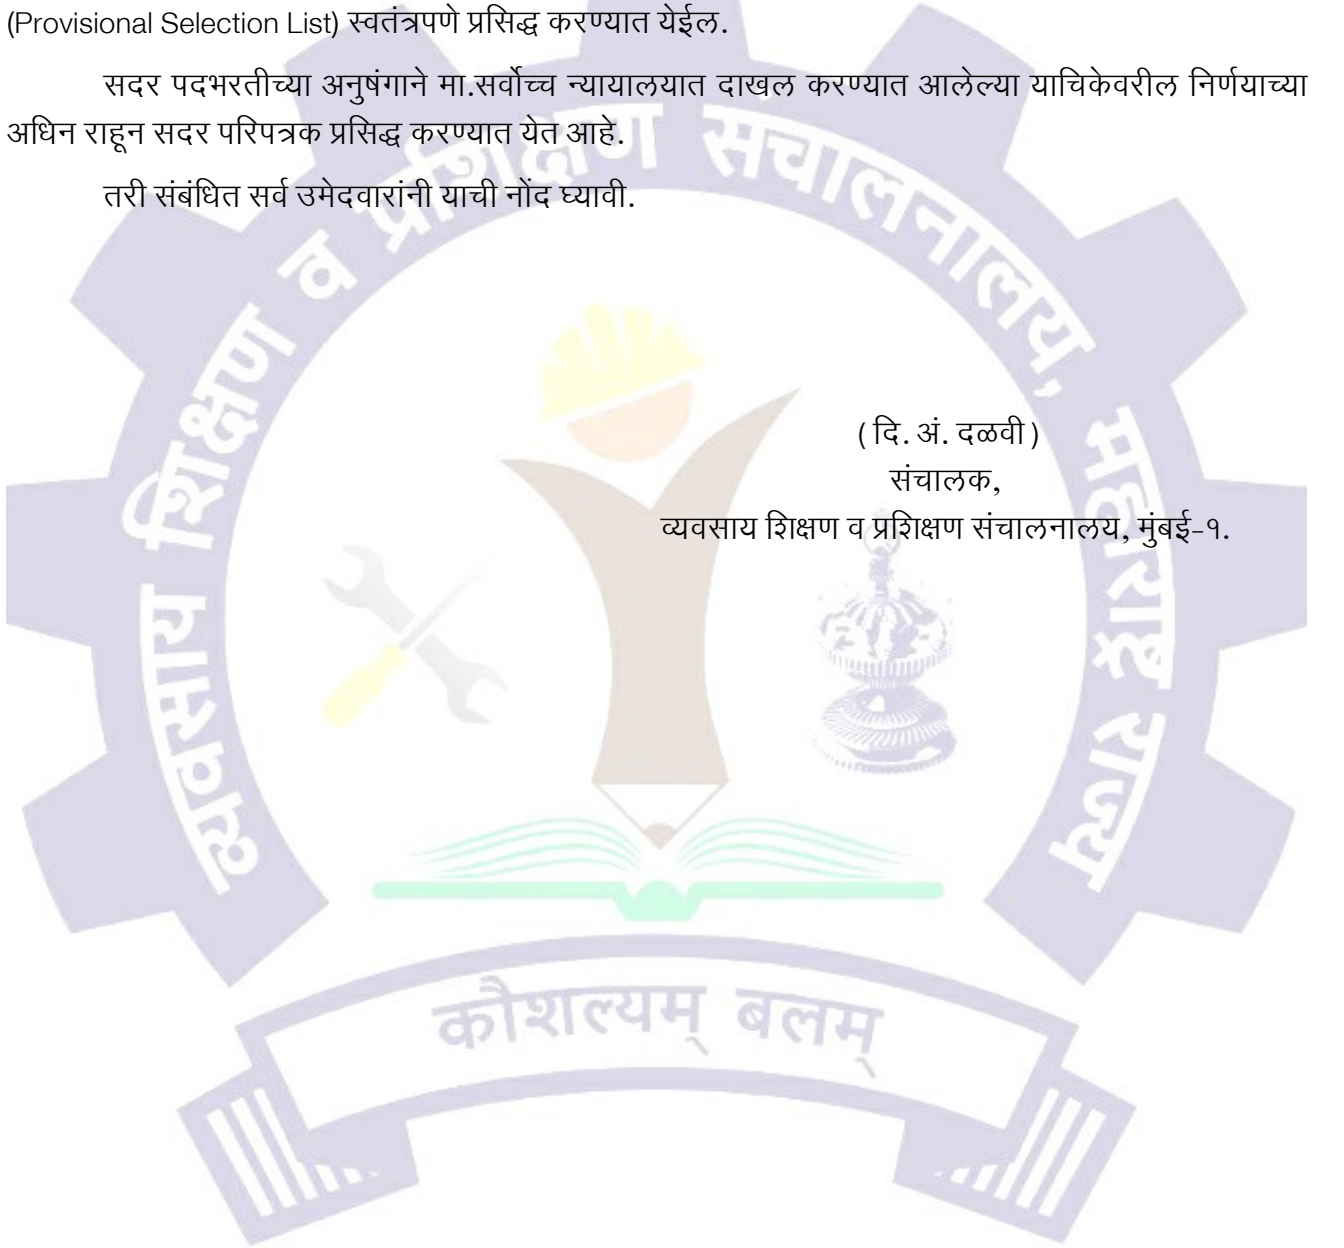 (Provisional Selection List) स्वतंत्रपणे प्रसिद्ध करण्यात येईल.
सदर पदभरतीच्या अनुषंगाने मा.सर्वोच्च न्यायालयात दाखल करण्यात आलेल्या याचिकेवरील निर्णयाच्या
अधिन राहून सदर परिपत्रक प्रसिद्ध करण्यात येत आहे.
तरी संबंधित सर्व उमेदवारांनी याची नोंद घ्यावी.
( दि. अं. दळवी )
संचालक,
व्यवसाय शिक्षण व प्रशिक्षण संचालनालय, मुंबई-१.
व्यवसाय शिक्षण व प्रशिक्षण संचालनालय, महाराष्ट्र राज्य
कौशल्यम् बलम्